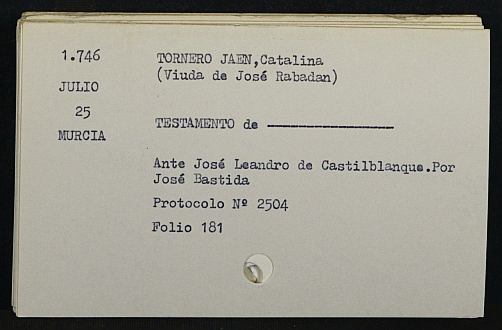 1.746
JULIO
25
MURCIA
TORNERO JAEN,Catalina
(Viuda de José Rabadan)
TESTAMENTO de ------------------
Ante José Leandro de Castilblanque.Por
José Bastida
Protocolo Nº 2504
Folio 181